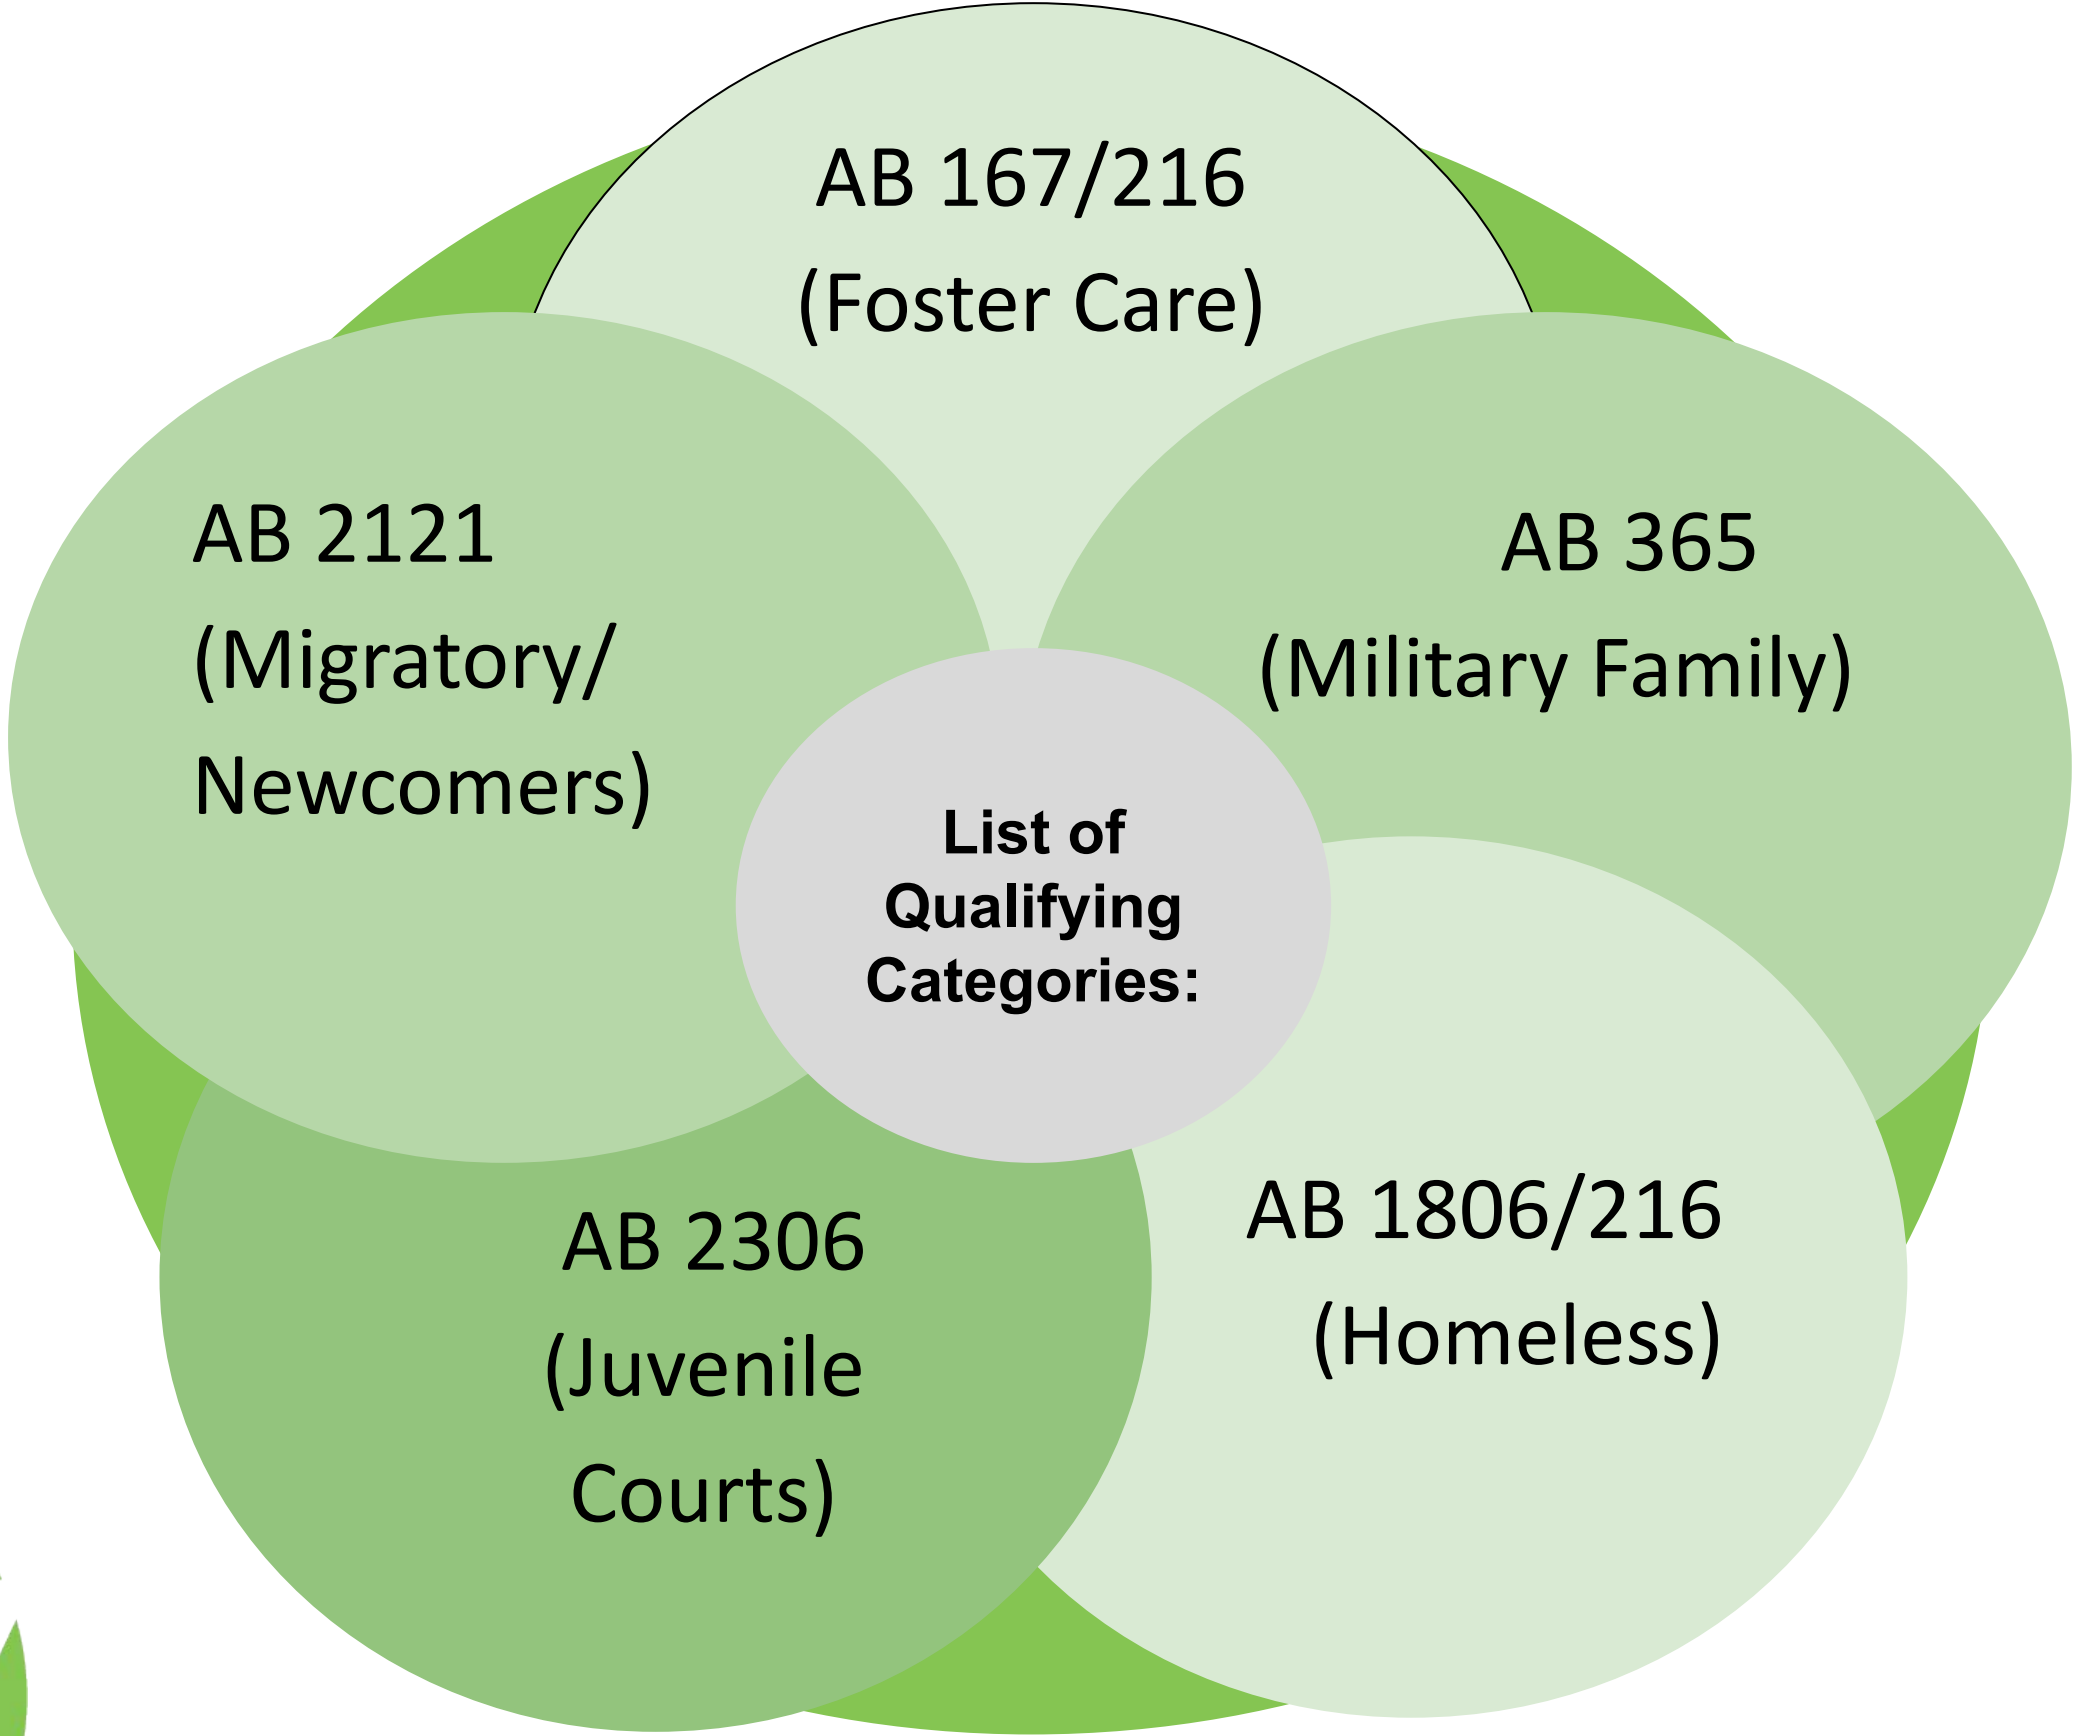 AB 167/216
(Foster Care)
AB 2121
(Migratory/
Newcomers)
AB 365
(Military Family)
List of
Qualifying
Categories:
AB 2306
(Juvenile
Courts)
AB 1806/216
(Homeless)